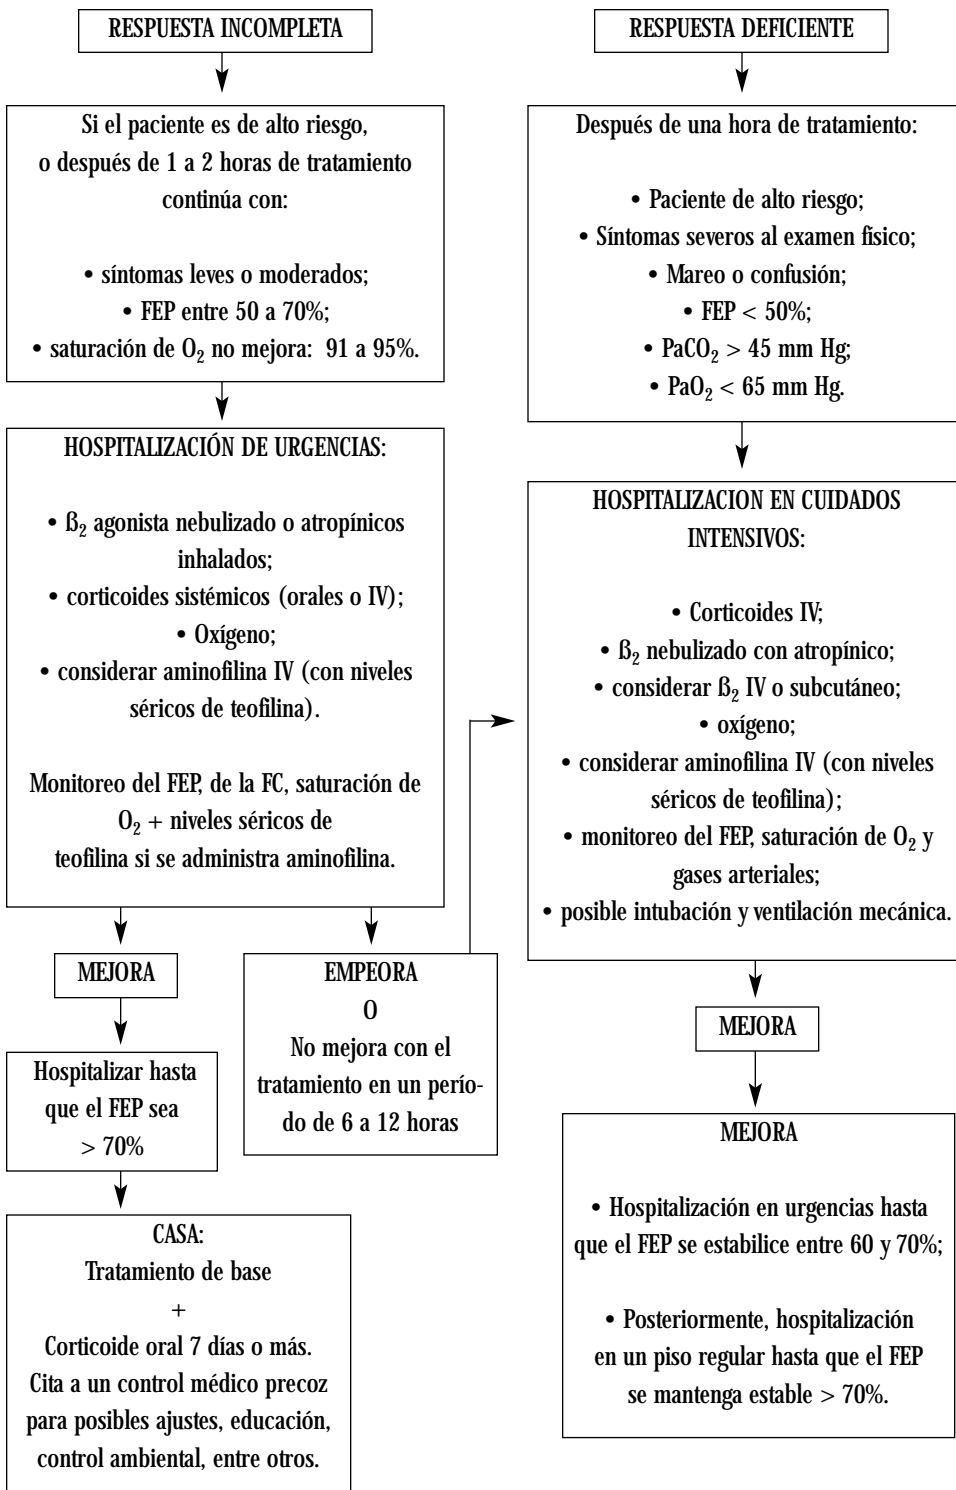 RESPUESTA INCOMPLETA
Si el paciente es de alto riesgo,
o después de 1 a 2 horas de tratamiento
continúa con:
• síntomas leves o moderados;
• FEP entre 50 a 70%;
• saturación de O₂ no mejora: 91 a 95%.
HOSPITALIZACIÓN DE URGENCIAS:
• ß₂ agonista nebulizado o atropínicos
inhalados;
• corticoides sistémicos (orales o IV);
• Oxígeno;
• considerar aminofilina IV (con niveles
séricos de teofilina).
Monitoreo del FEP, de la FC, saturación de
O₂ + niveles séricos de
teofilina si se administra aminofilina.
MEJORA
Hospitalizar hasta
que el FEP sea
> 70%
CASA:
Tratamiento de base
+
Corticoide oral 7 días o más.
Cita a un control médico precoz
para posibles ajustes, educación,
control ambiental, entre otros.
EMPEORA
O
No mejora con el
tratamiento en un perío-
do de 6 a 12 horas
RESPUESTA DEFICIENTE
Después de una hora de tratamiento:
• Paciente de alto riesgo;
• Síntomas severos al examen físico;
• Mareo o confusión;
• FEP < 50%;
• PaCO₂ > 45 mm Hg;
• PaO₂ < 65 mm Hg.
HOSPITALIZACION EN CUIDADOS
INTENSIVOS:
• Corticoides IV;
• ß₂ nebulizado con atropínico;
• considerar ß₂ IV o subcutáneo;
• oxígeno;
• considerar aminofilina IV (con niveles
séricos de teofilina);
• monitoreo del FEP, saturación de O₂ y
gases arteriales;
• posible intubación y ventilación mecánica.
MEJORA
MEJORA
• Hospitalización en urgencias hasta
que el FEP se estabilice entre 60 y 70%;
• Posteriormente, hospitalización
en un piso regular hasta que el FEP
se mantenga estable > 70%.